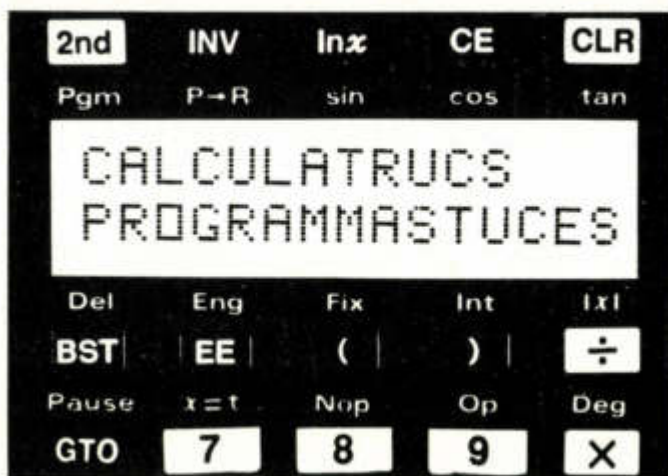 2nd INV lnx CE CLR
Pgm P→R sin cos tan
CALCULATRUCS
PROGRAMMASTUCES
Del Eng Fix Int |x|
BST EE ( ) ÷
Pause x=t Nop Op Deg
GTO 7 8 9 ×